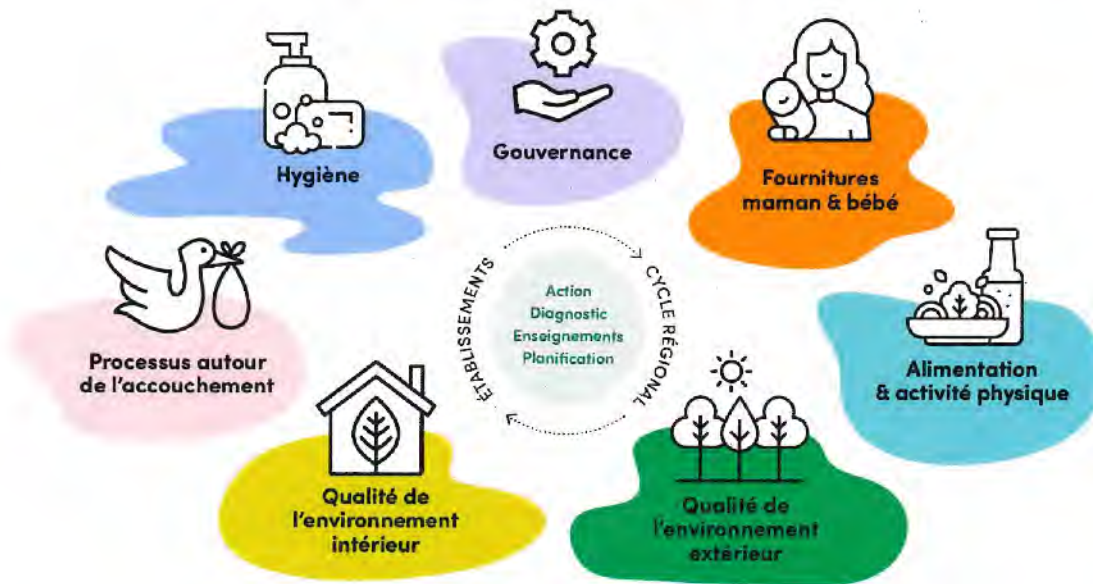 Gouvernance
Hygiène
Fournitures
maman & bébé
ÉTABLISSEMENTS
CYCLE RÉGIONAL
Action
Diagnostic
Enseignements
Planification
Processus autour
de l'accouchement
Alimentation
& activité physique
Qualité de
l'environnement
intérieur
Qualité de
l'environnement
extérieur